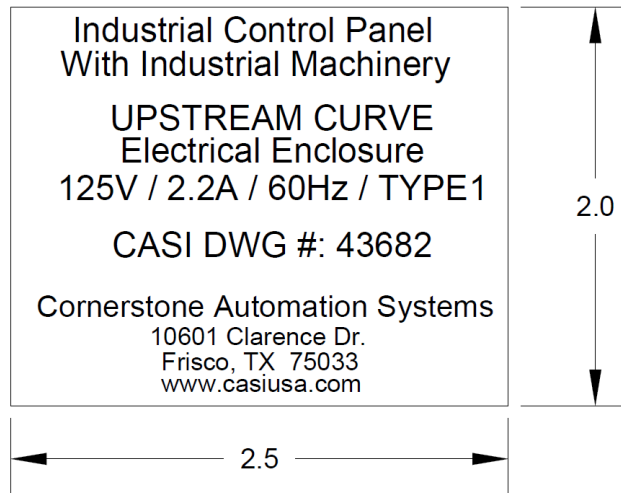 Industrial Control Panel
With Industrial Machinery
UPSTREAM CURVE
Electrical Enclosure
125V / 2.2A / 60Hz / TYPE1
CASI DWG #: 43682
Cornerstone Automation Systems
10601 Clarence Dr.
Frisco, TX  75033
www.casiusa.com
2.0
2.5